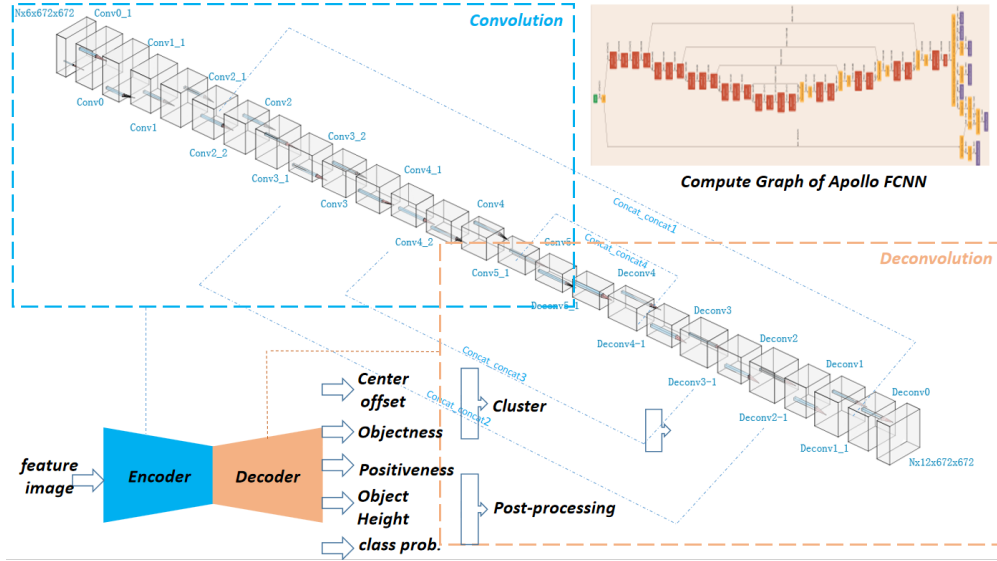 Nx6x672x672
Conv0_1
Convolution
Conv1_1
Conv2_1
Conv0
Conv2
Conv1
Conv3_2
Conv2_2
Conv4_1
Conv3_1
Compute Graph of Apollo FCNN
Conv3
Conv4
Concat_concat1
Conv4_2
Conv5
Concat_concat4
Conv5_1
Deconvolution
Deconv4
Deconv5_1
Deconv3
Deconv4-1
Deconv2
Concat_concat3
Deconv3-1
Deconv1
Concat_concat2
Deconv2-1
Deconv0
Deconv1_1
Nx12x672x672
Center
offset
Cluster
Objectness
feature
image
Encoder
Decoder
Positiveness
Object
Height
Post-processing
class prob.